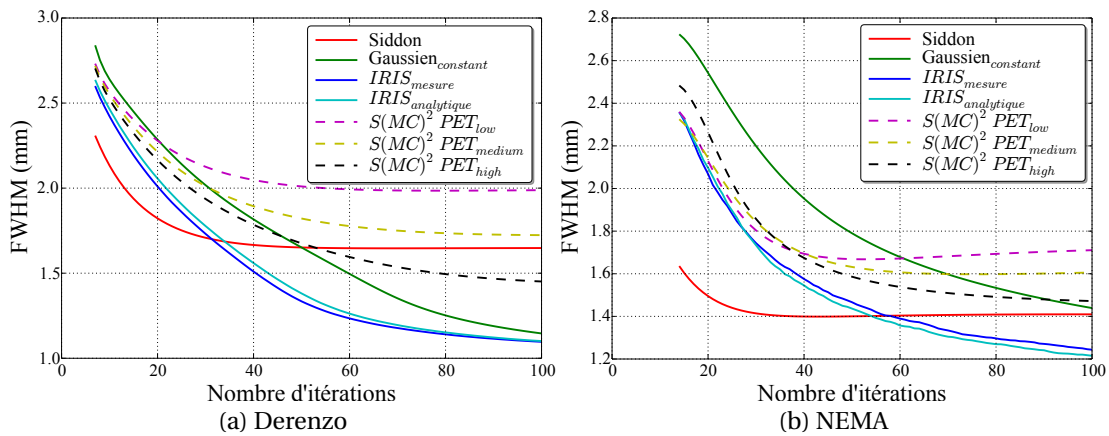 3.0
2.5
2.0
1.5
1.0
FWHM (mm)
0 20 40 60 80 100
Nombre d'itérations
Siddon
Gaussien_constant
IRIS_mesure
IRIS_analytique
S(MC)² PET_low
S(MC)² PET_medium
S(MC)² PET_high
(a) Derenzo
2.8
2.6
2.4
2.2
2.0
1.8
1.6
1.4
1.2
FWHM (mm)
0 20 40 60 80 100
Nombre d'itérations
Siddon
Gaussien_constant
IRIS_mesure
IRIS_analytique
S(MC)² PET_low
S(MC)² PET_medium
S(MC)² PET_high
(b) NEMA